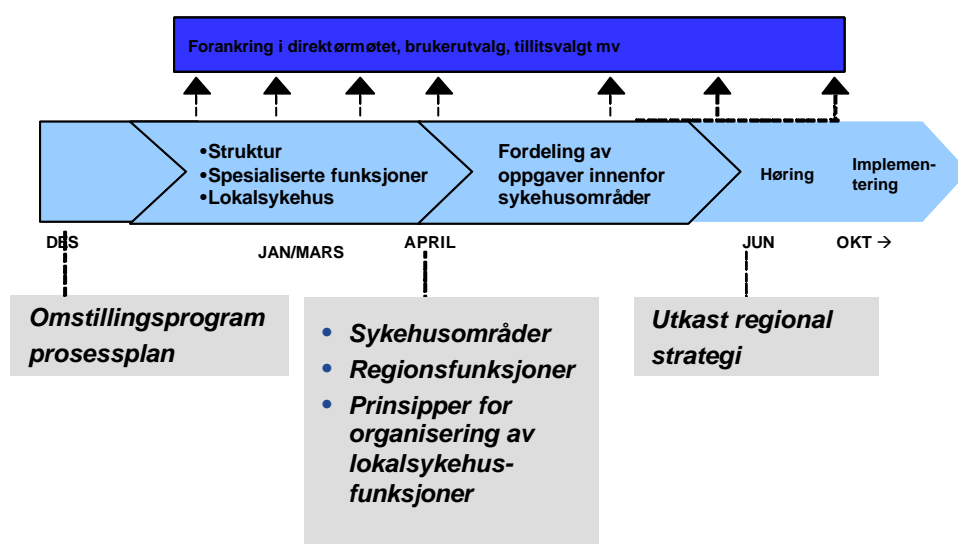 Forankring i direktørmøtet, brukerutvalg, tillitsvalgt mv
•Struktur
•Spesialiserte funksjoner
•Lokalsykehus
Fordeling av
oppgaver innenfor
sykehusområder
Høring
Implemen-
tering
DES
JAN/MARS
APRIL
JUN
OKT →
Omstillingsprogram
prosessplan
• Sykehusområder
• Regionsfunksjoner
• Prinsipper for
organisering av
lokalsykehus-
funksjoner
Utkast regional
strategi